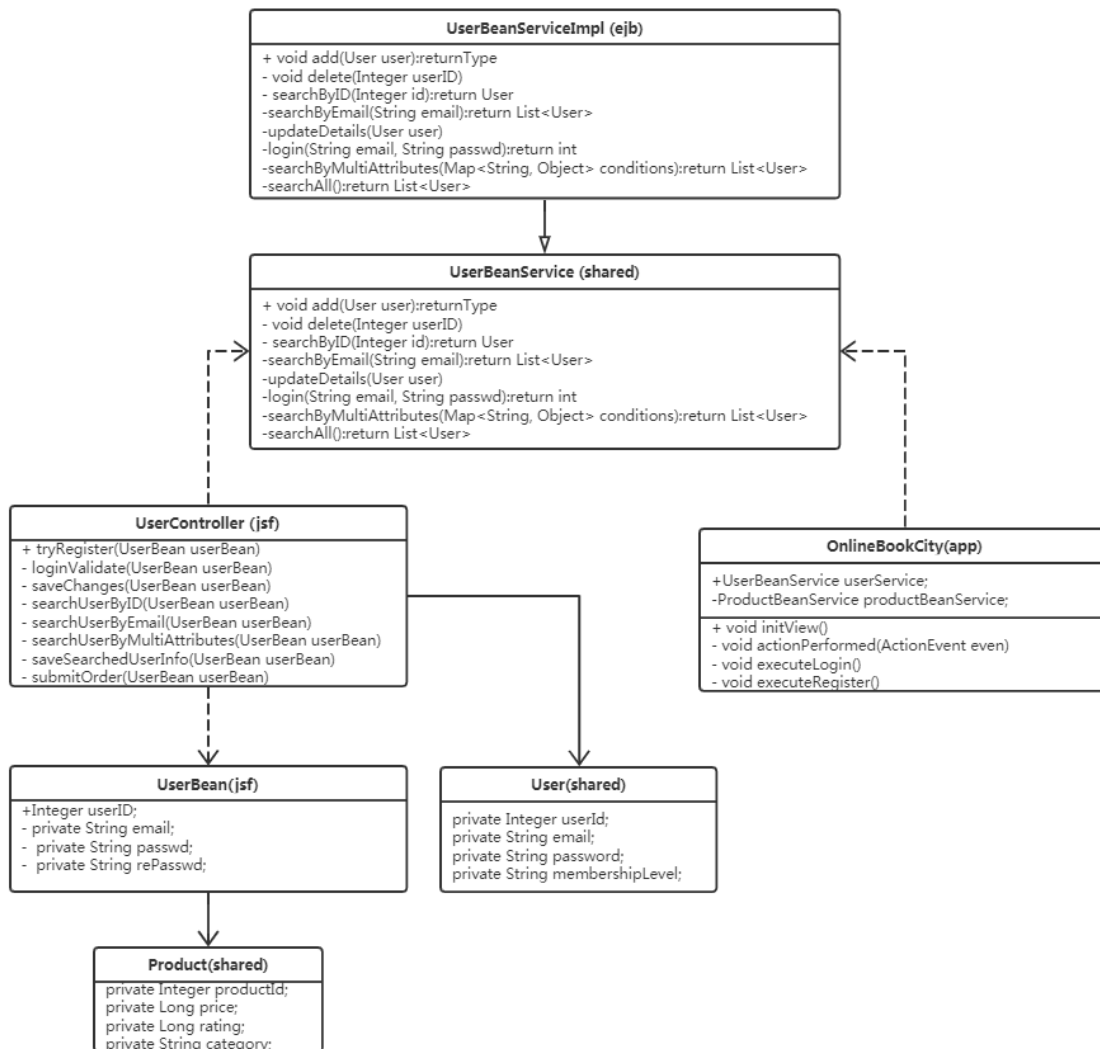 UserBeanServiceImpl (ejb)
+ void add(User user):returnType
- void delete(Integer userID)
- searchByID(Integer id):return User
-searchByEmail(String email):return List<User>
-updateDetails(User user)
-login(String email, String passwd):return int
-searchByMultiAttributes(Map<String, Object> conditions):return List<User>
-searchAll():return List<User>
UserBeanService (shared)
+ void add(User user):returnType
- void delete(Integer userID)
- searchByID(Integer id):return User
-searchByEmail(String email):return List<User>
-updateDetails(User user)
-login(String email, String passwd):return int
-searchByMultiAttributes(Map<String, Object> conditions):return List<User>
-searchAll():return List<User>
UserController (jsf)
+ tryRegister(UserBean userBean)
- loginValidate(UserBean userBean)
- saveChanges(UserBean userBean)
- searchUserByID(UserBean userBean)
- searchUserByEmail(UserBean userBean)
- searchUserByMultiAttributes(UserBean userBean)
- saveSearchedUserInfo(UserBean userBean)
- submitOrder(UserBean userBean)
OnlineBookCity(app)
+UserBeanService userService;
-ProductBeanService productBeanService;
+ void initView()
- void actionPerformed(ActionEvent even)
- void executeLogin()
- void executeRegister()
UserBean(jsf)
+Integer userID;
- private String email;
- private String passwd;
- private String rePasswd;
User(shared)
private Integer userId;
private String email;
private String password;
private String membershipLevel;
Product(shared)
private Integer productId;
private Long price;
private Long rating;
private String category;